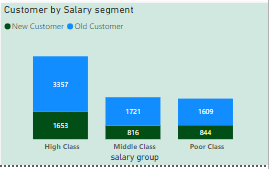 Customer by Salary segment
New Customer Old Customer
3357 1721 1609
1653 816 844
High Class Middle Class Poor Class
salary group